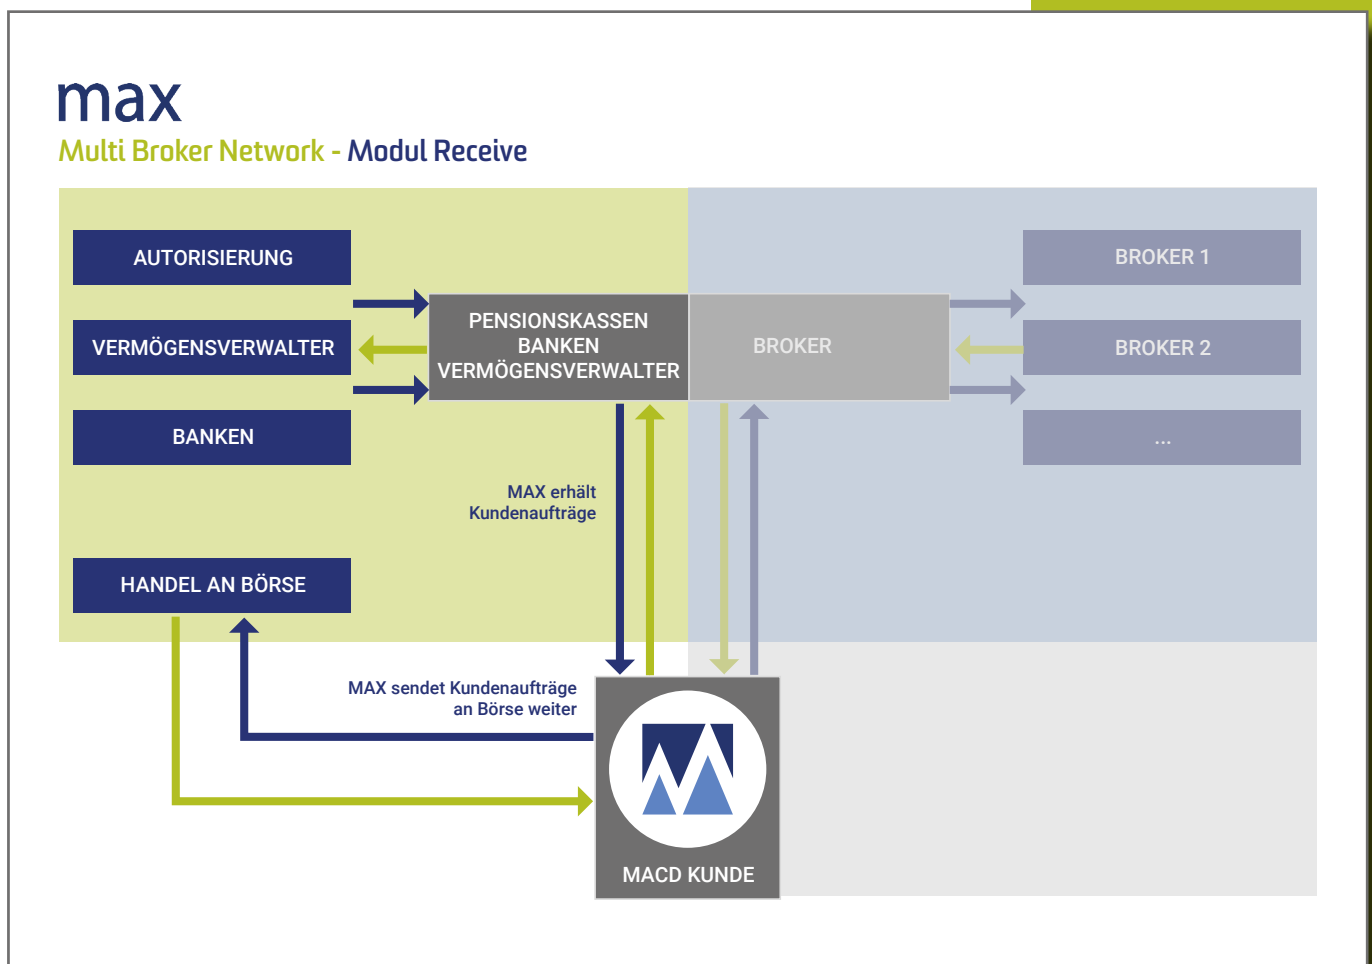 max
Multi Broker Network - Modul Receive
AUTORISIERUNG
VERMÖGENSVERWALTER
BANKEN
HANDEL AN BÖRSE
PENSIONSKASSEN
BANKEN
VERMÖGENSVERWALTER
BROKER
BROKER 1
BROKER 2
...
MAX erhält
Kundenaufträge
MAX sendet Kundenaufträge
an Börse weiter
MACD KUNDE